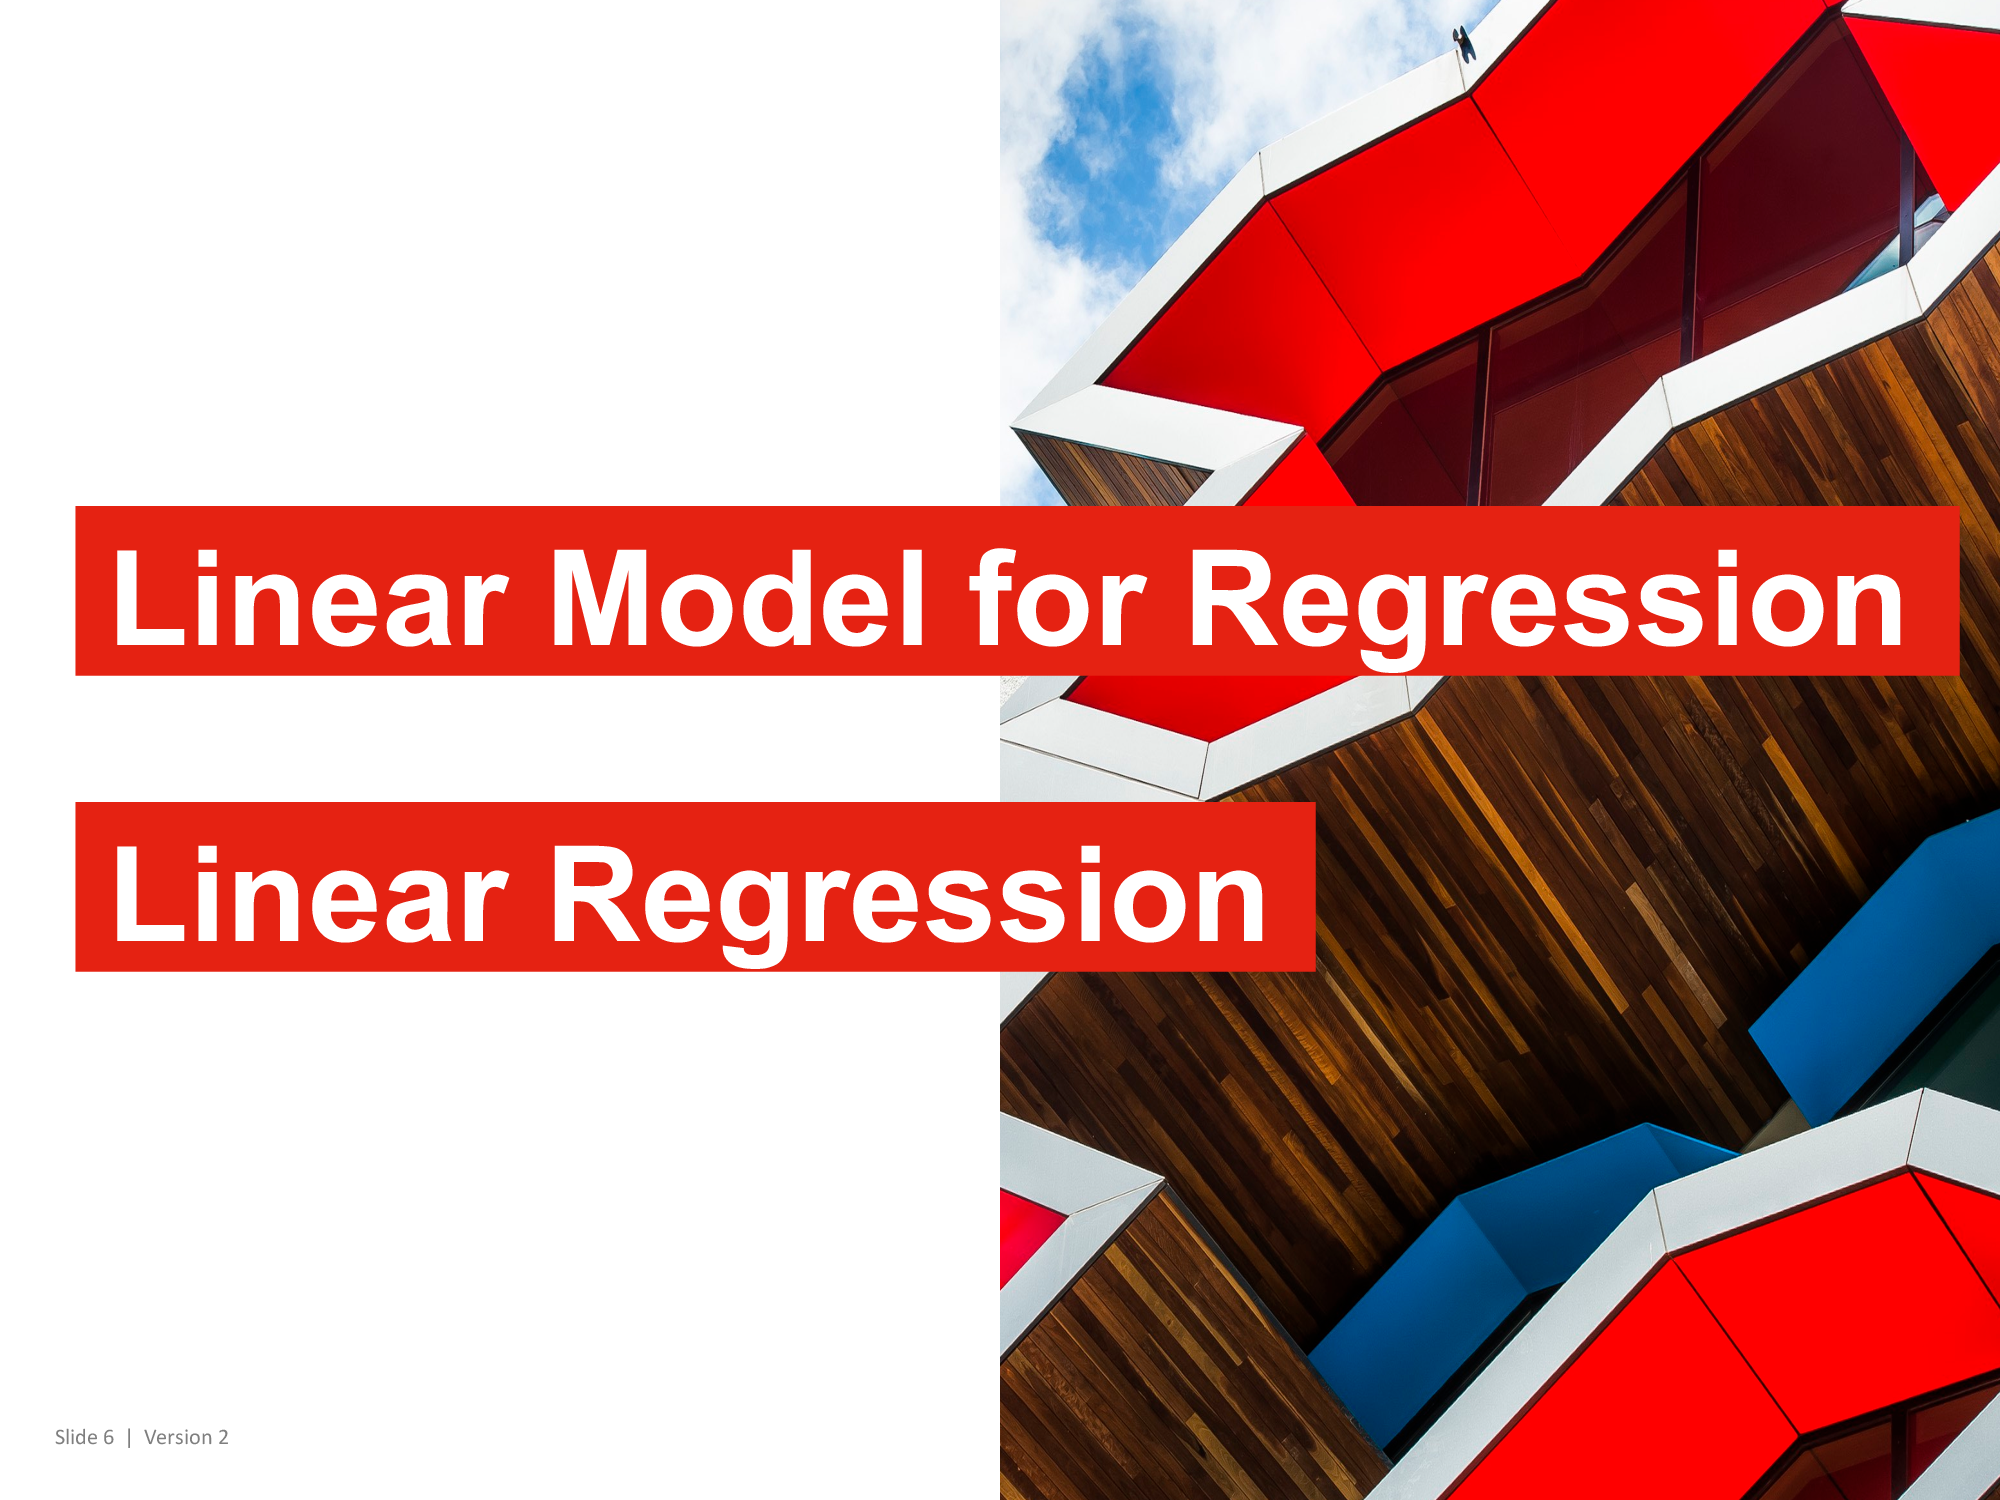 Linear Model for Regression
Linear Regression
Slide 6 | Version 2